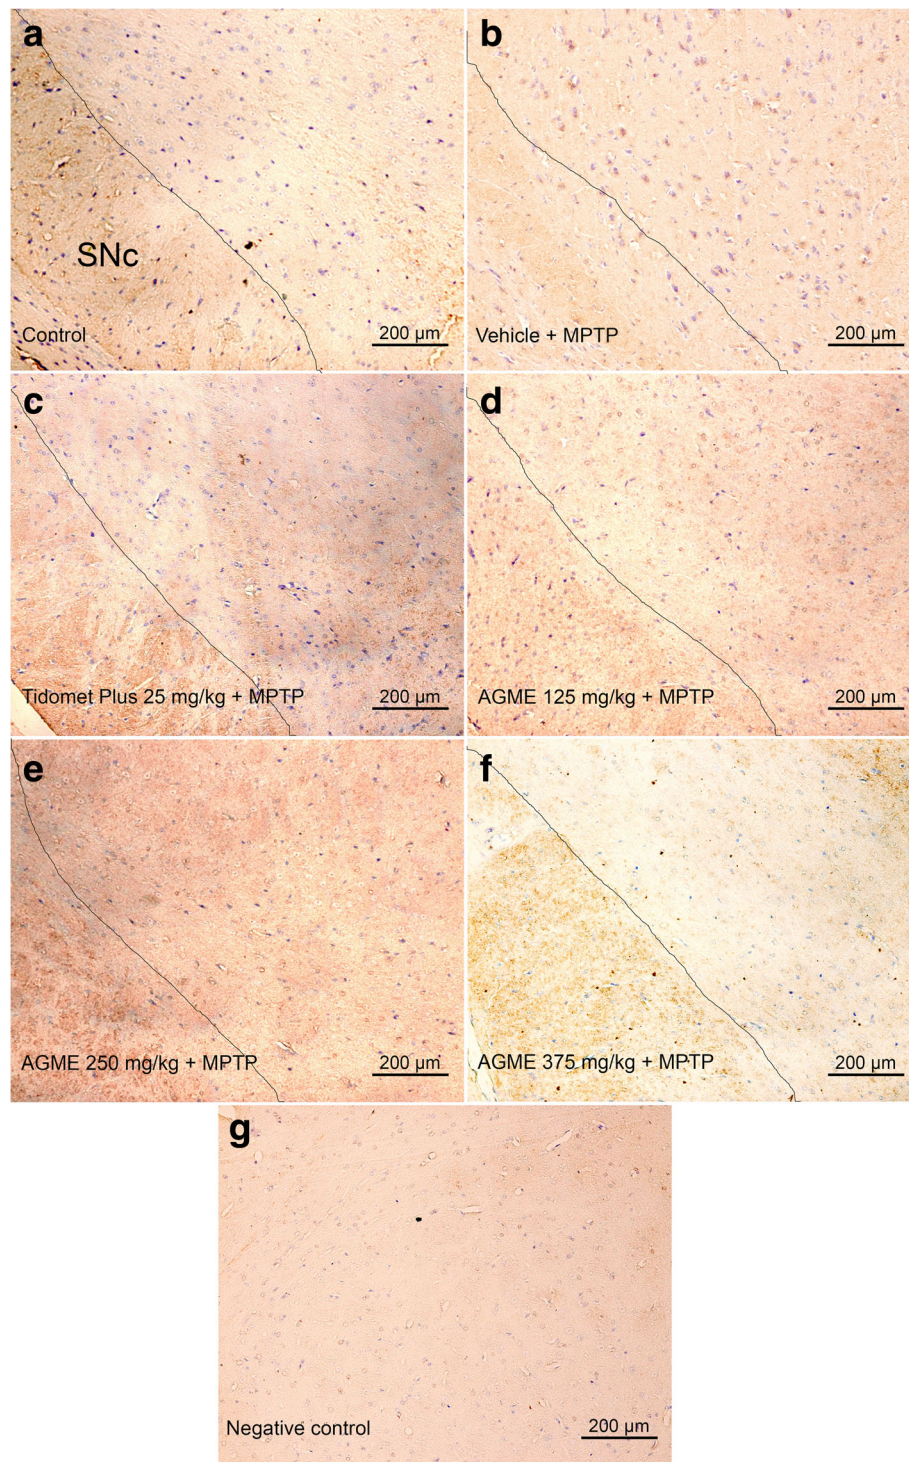 a
SNc
Control
200 µm
b
Vehicle + MPTP
200 µm
c
Tidomet Plus 25 mg/kg + MPTP
200 µm
d
AGME 125 mg/kg + MPTP
200 µm
e
AGME 250 mg/kg + MPTP
200 µm
f
AGME 375 mg/kg + MPTP
200 µm
g
Negative control
200 µm